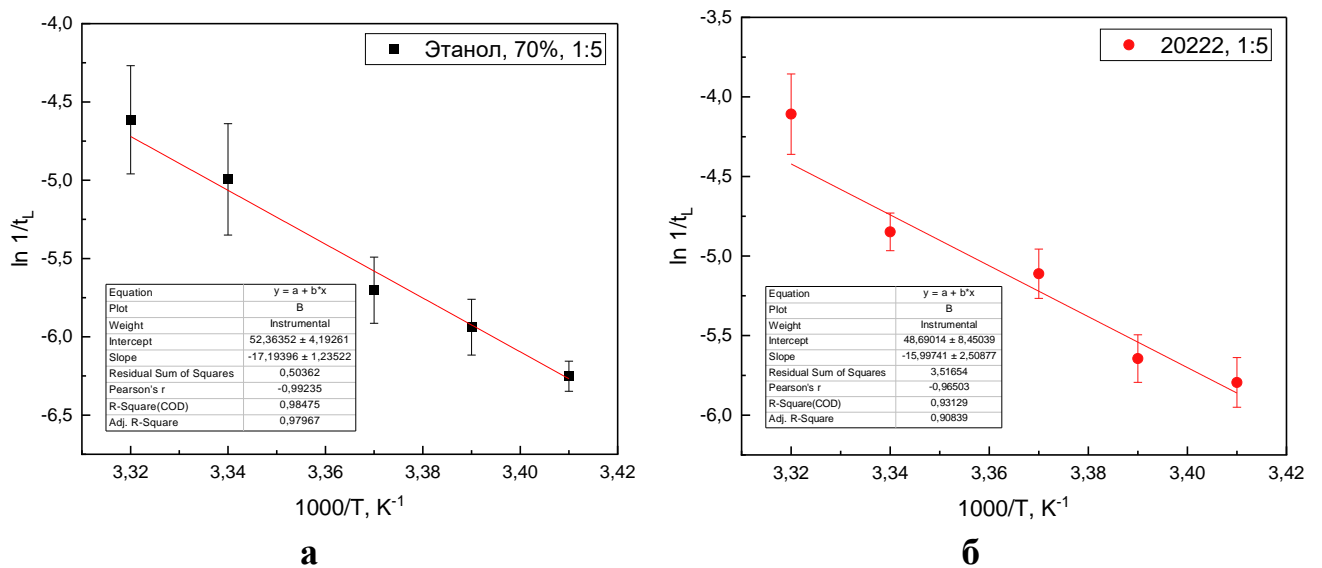 -4,0
-4,5
-5,0
-5,5
-6,0
-6,5
ln 1/t_L
Этанол, 70%, 1:5
Equation y = a + b*x
Plot B
Weight Instrumental
Intercept 52,36352 ± 4,19261
Slope -17,19396 ± 1,23522
Residual Sum of Squares 0,50362
Pearson's r -0,99235
R-Square(COD) 0,98475
Adj. R-Square 0,97967
3,32 3,34 3,36 3,38 3,40 3,42
1000/T, K⁻¹
а
-3,5
-4,0
-4,5
-5,0
-5,5
-6,0
ln 1/t_L
20222, 1:5
Equation y = a + b*x
Plot B
Weight Instrumental
Intercept 48,69014 ± 8,45039
Slope -15,99741 ± 2,50877
Residual Sum of Squares 3,51654
Pearson's r -0,96503
R-Square(COD) 0,93129
Adj. R-Square 0,90839
3,32 3,34 3,36 3,38 3,40 3,42
1000/T, K⁻¹
б